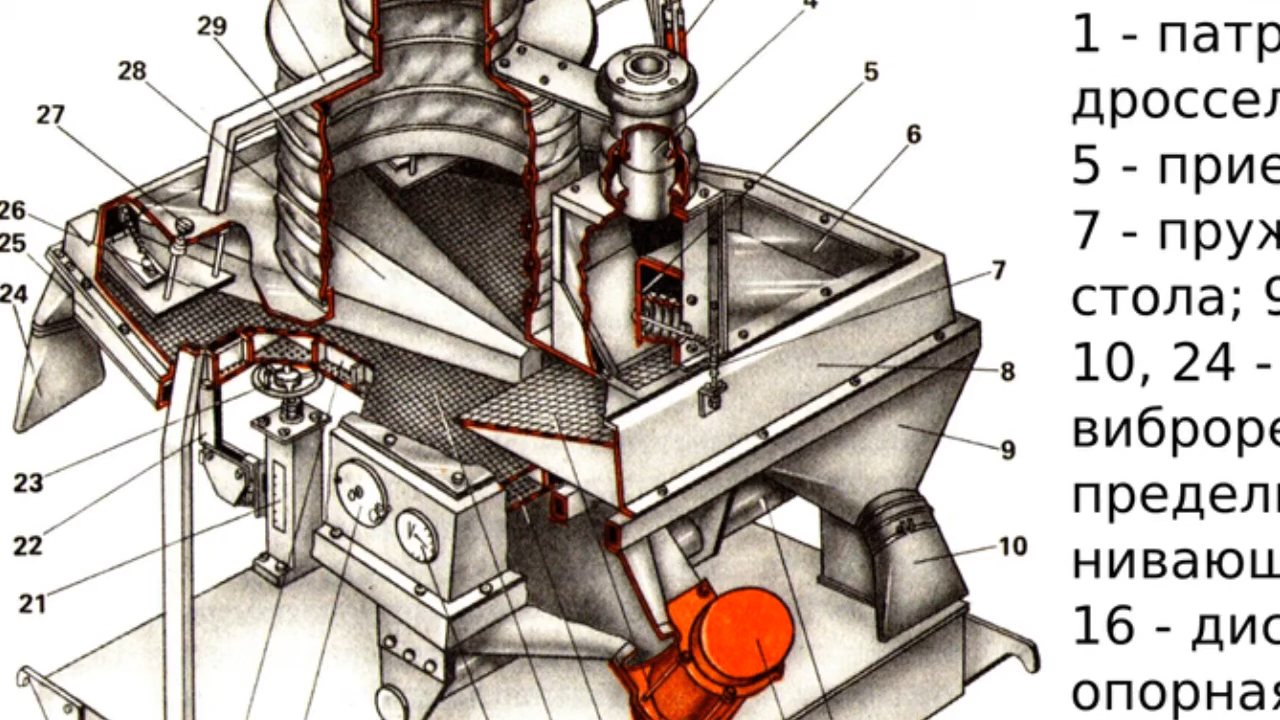 29
4
28
5
27
6
26
25
7
24
8
9
23
22
10
21
1 - патр
дроссел
5 - прие
7 - пруж
стола; 9
10, 24 -
виброре
предель
нивающ
16 - дис
опорная